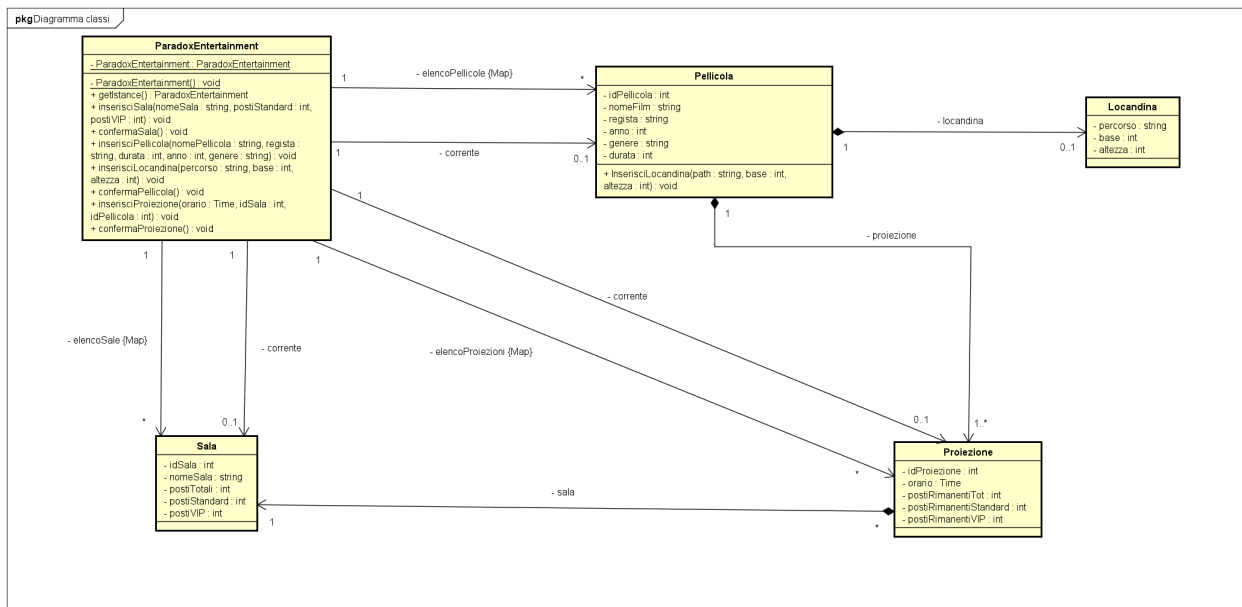 pkg Diagramma classi
ParadoxEntertainment
- ParadoxEntertainment : ParadoxEntertainment
- ParadoxEntertainment() : void
+ getIstance() : ParadoxEntertainment
+ inserisciSala(nomeSala : string, postiStandard : int,
postiVIP : int) : void
+ confermaSala() : void
+ inserisciPellicola(nomePellicola : string, regista :
string, durata : int, anno : int, genere : string) : void
+ inserisciLocandina(percorso : string, base : int,
altezza : int) : void
+ confermaPellicola() : void
+ inserisciProiezione(orario : Time, idSala : int,
idPellicola : int) : void
+ confermaProiezione() : void
1
- elencoPellicole {Map}
*
1
- corrente
0..1
Pellicola
- idPellicola : int
- nomeFilm : string
- regista : string
- anno : int
- genere : string
- durata : int
+ InserisciLocandina(path : string, base : int,
altezza : int) : void
1
- locandina
0..1
Locandina
- percorso : string
- base : int
- altezza : int
1
- proiezione
1..*
1
- corrente
0..1
1
- elencoProiezioni {Map}
*
1
- elencoSale {Map}
*
1
- corrente
0..1
Sala
- idSala : int
- nomeSala : string
- postiTotali : int
- postiStandard : int
- postiVIP : int
1
- sala
*
Proiezione
- idProiezione : int
- orario : Time
- postiRimanentiTot : int
- postiRimanentiStandard : int
- postiRimanentiVIP : int